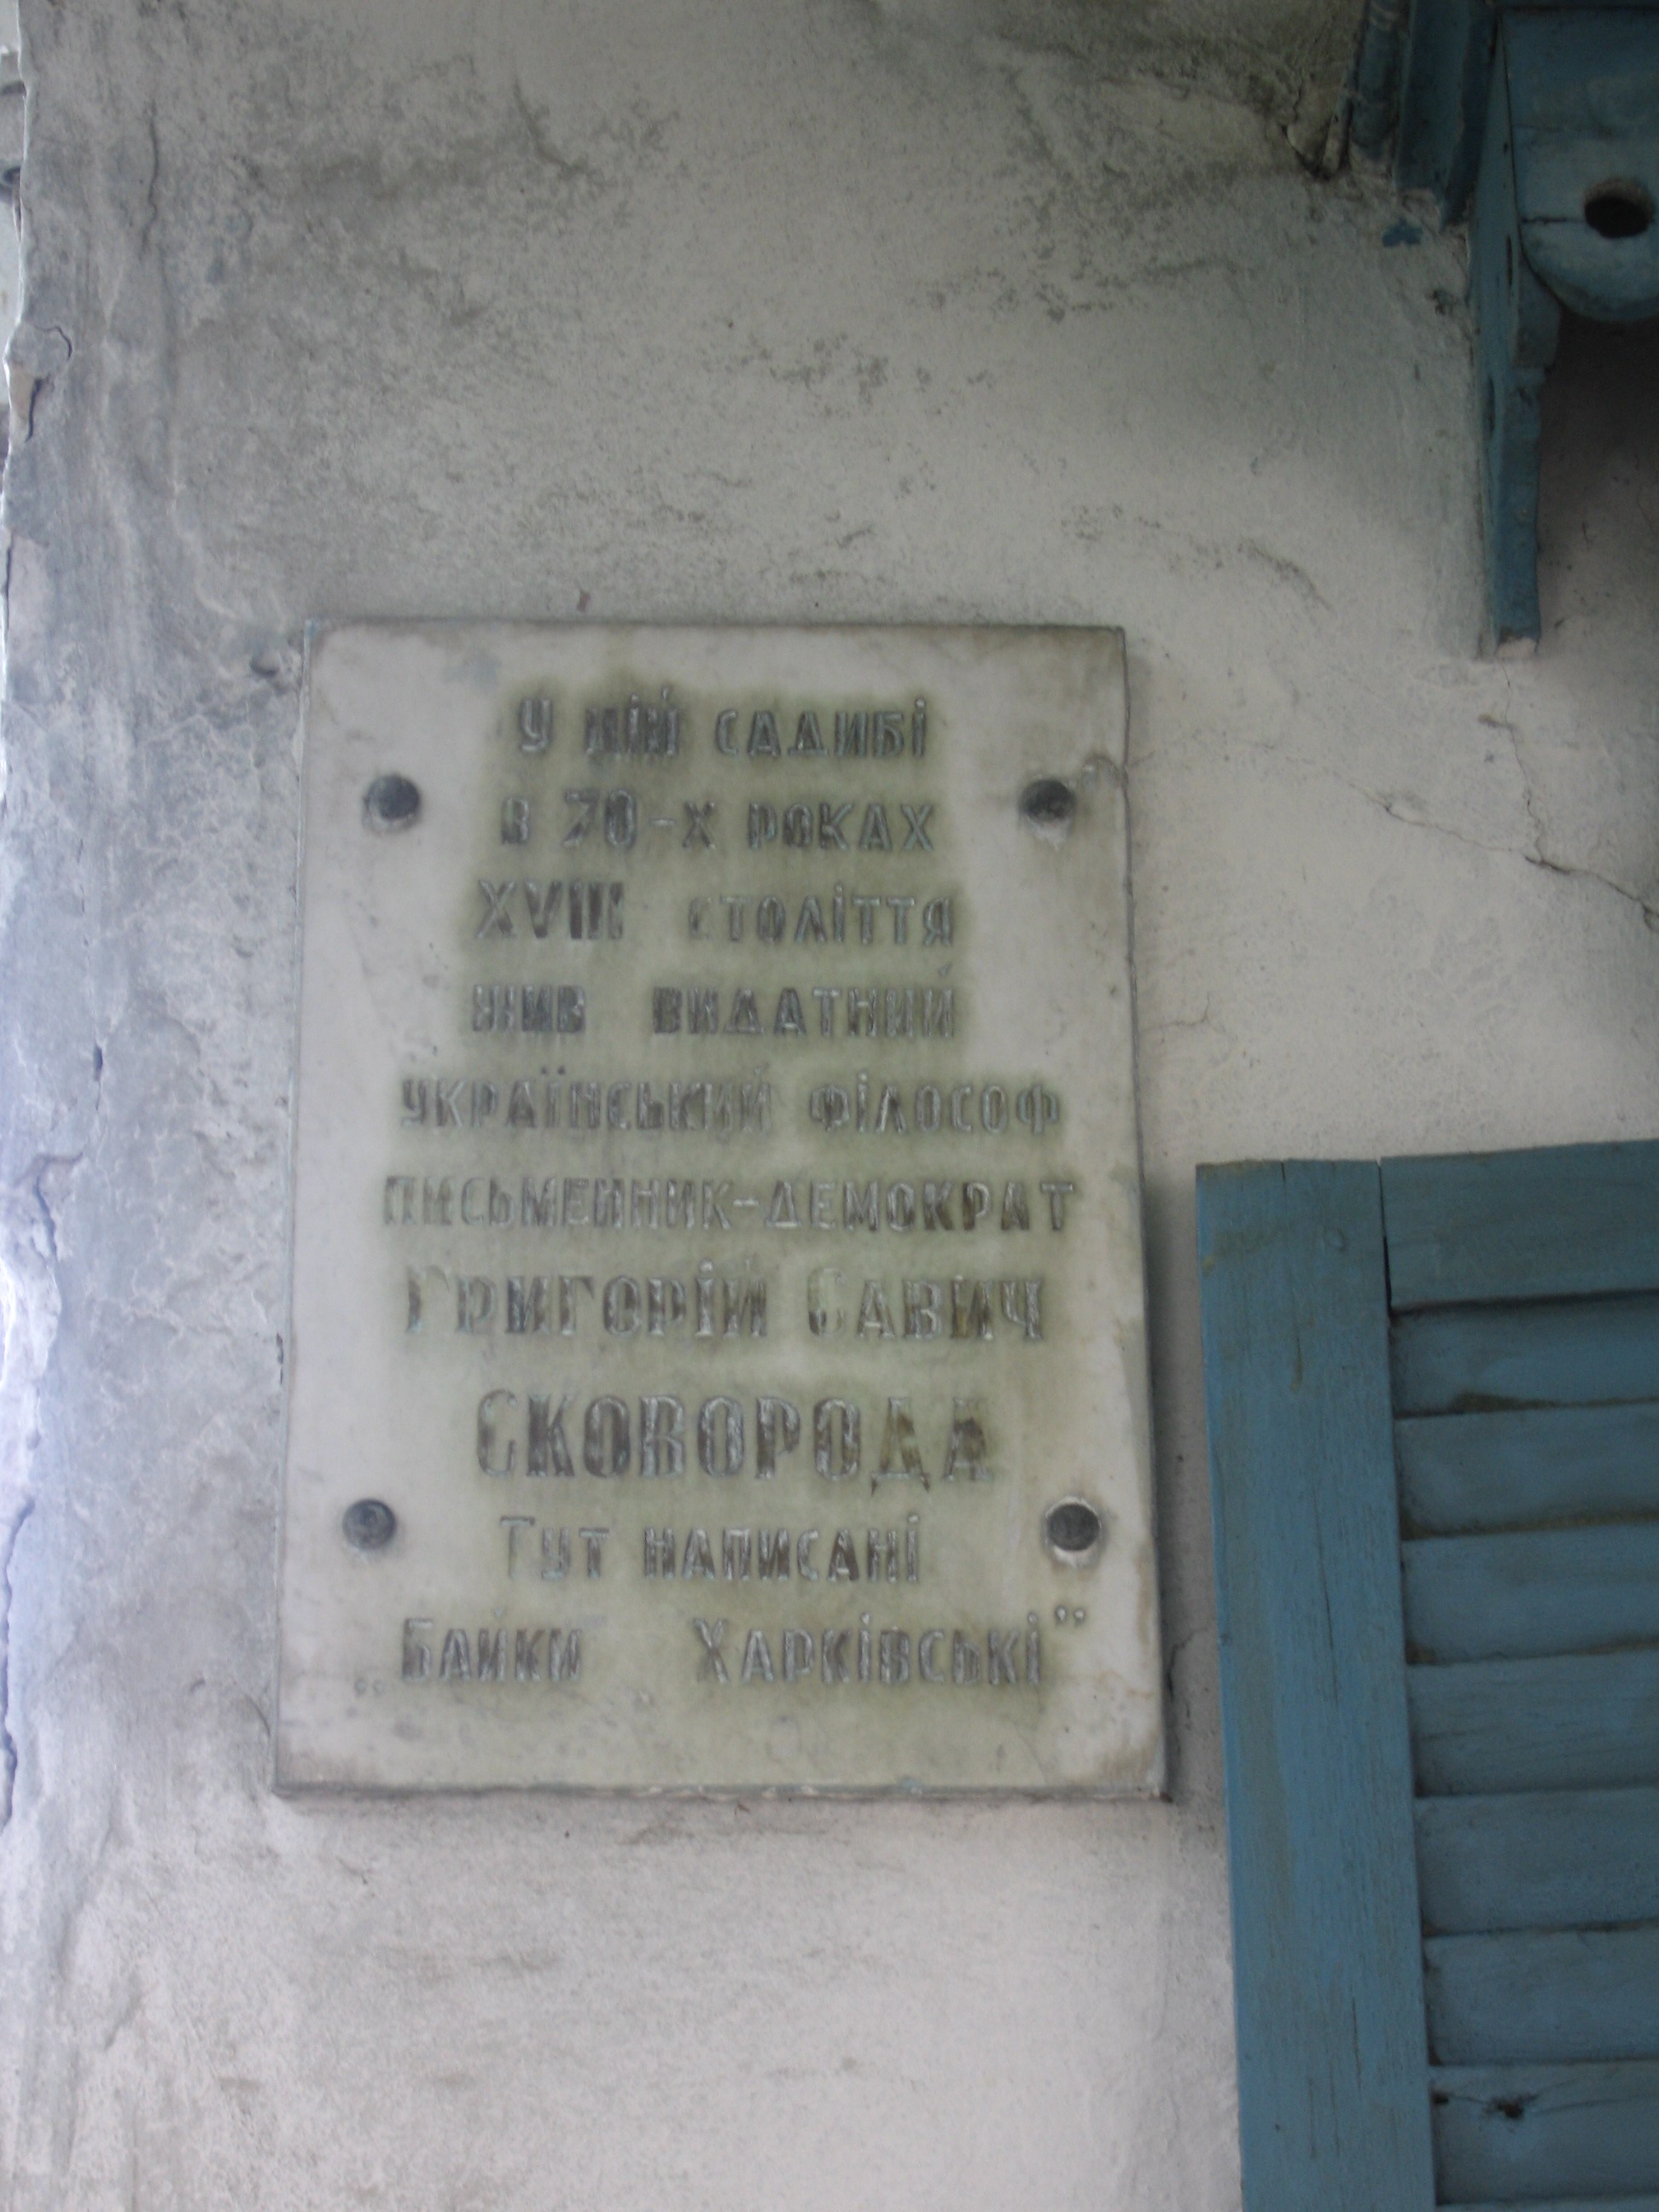 У цій садибі
в 70-х роках
XVIII століття
жив видатний
український філософ
письменник-демократ
Григорій Савич
СКОВОРОДА
Тут написані
„Байки Харківські"